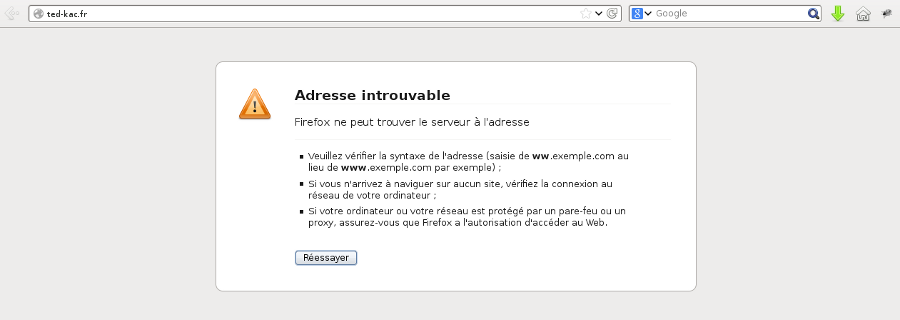 ted-kac.fr
Google
Adresse introuvable
Firefox ne peut trouver le serveur à l'adresse
Veuillez vérifier la syntaxe de l'adresse (saisie de ww.exemple.com au
lieu de www.exemple.com par exemple) ;
Si vous n'arrivez à naviguer sur aucun site, vérifiez la connexion au
réseau de votre ordinateur ;
Si votre ordinateur ou votre réseau est protégé par un pare-feu ou un
proxy, assurez-vous que Firefox a l'autorisation d'accéder au Web.
Réessayer